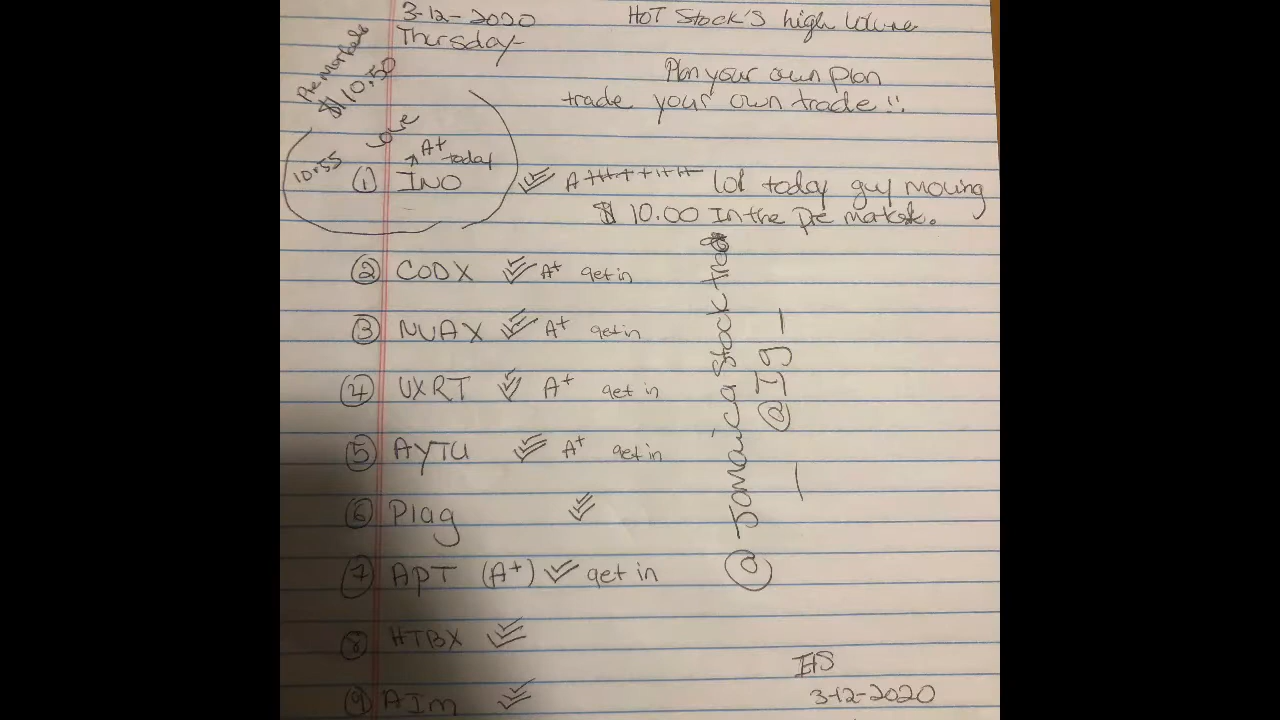 3-12-2020
Thursday-
HOT Stock's high Volume
Plan your own plan
trade your own trade !!
Pre Market
$10.50
10.55
Love
A+
today
① INO A+++++++ lol today guy moving
$ 10.00 In the pre market.
② CODX A+ get in
③ NVAX A+ get in
④ VXRT A+ get in
⑤ AYTU A+ get in
⑥ Plag
⑦ APT (A+) get in
⑧ HTBX
⑨ AIm
@ Jamaica Stock trad
- @Ig -
3-12-2020